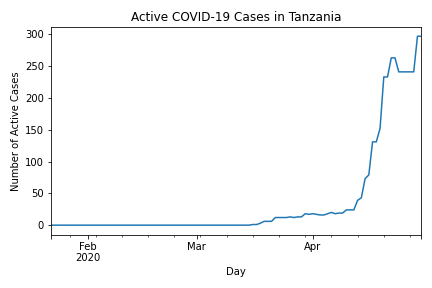 Active COVID-19 Cases in Tanzania
Number of Active Cases
300
250
200
150
100
50
0
Feb
2020
Mar
Apr
Day